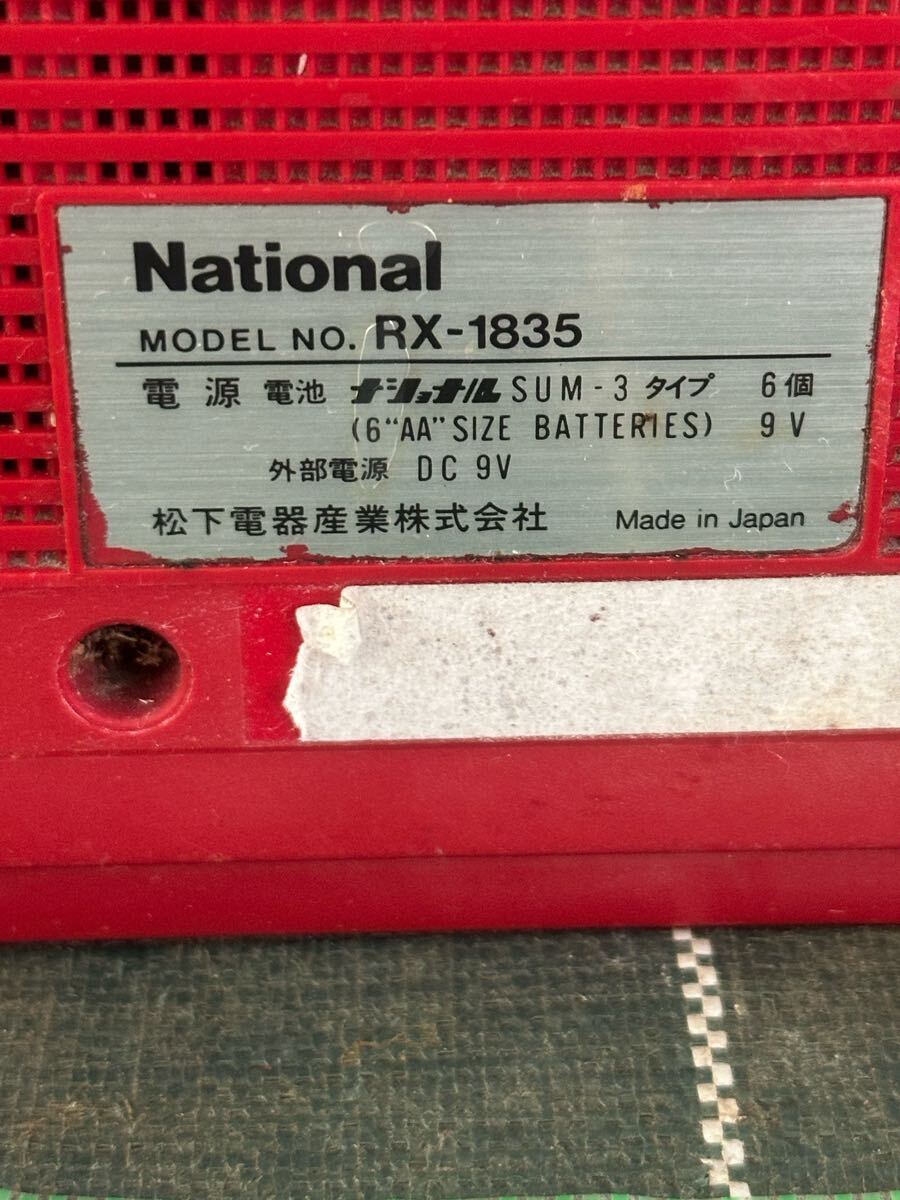 National
MODEL NO. RX-1835
電源 電池 ナショナル SUM-3 タイプ 6個
(6"AA" SIZE BATTERIES) 9V
外部電源 DC 9V
松下電器産業株式会社 Made in Japan